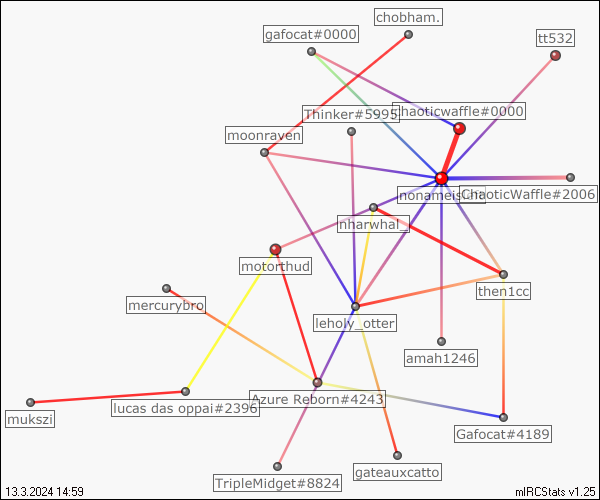 chobham.
gafocat#0000
tt532
Chaoticwaffle#0000
Thinker#5995
moonraven
ChaoticWaffle#2006
nharwhal_
motorthud
then1cc
mercurybro
leholy_otter
amah1246
Azure Reborn#4243
lucas das oppai#2396
mukszi
Gafocat#4189
gateauxcatto
TripleMidget#8824
13.3.2024 14:59
mIRCStats v1.25